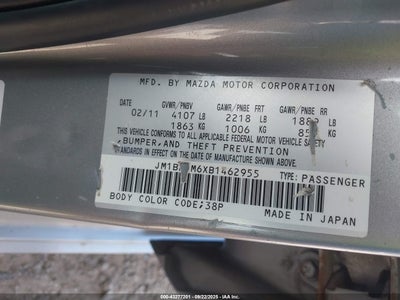 MFD. BY MAZDA MOTOR CORPORATION
GVWR/PNBV GAWR/PNBE FRT GAWR/PNBE RR
02/11 4107 LB 2218 LB LB
1863 KG 1006 KG KG
THIS VEHICLE CONFORMS TO ALL APPLICABLE FEDERAL MOTOR VEHICLE SAFETY,
BUMPER, AND THEFT PREVENTION
STANDARDS IN EFFECT ON THE DATE OF MANUFACTURE SHOWN ABOVE.
TYPE: PASSENGER
BODY COLOR CODE: 38P
MADE IN JAPAN
000-43277201 - 09/22/2025 - IAA Inc.